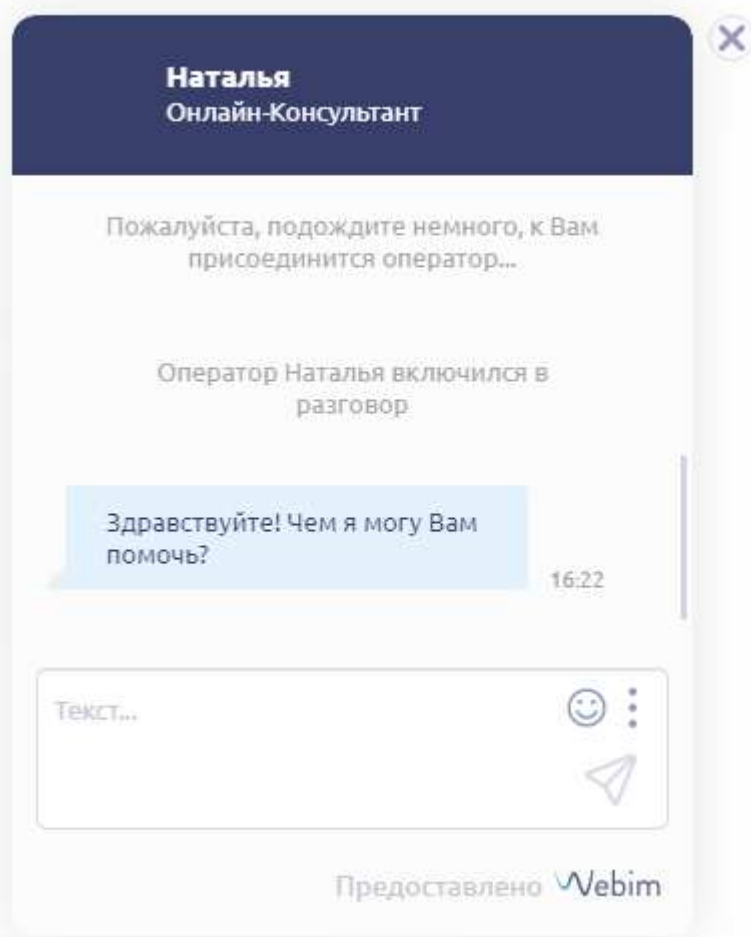 Наталья
Онлайн-Консультант
Пожалуйста, подождите немного, к Вам
присоединится оператор...
Оператор Наталья включился в
разговор
Здравствуйте! Чем я могу Вам
помочь?
16:22
Текст...
Предоставлено Webim